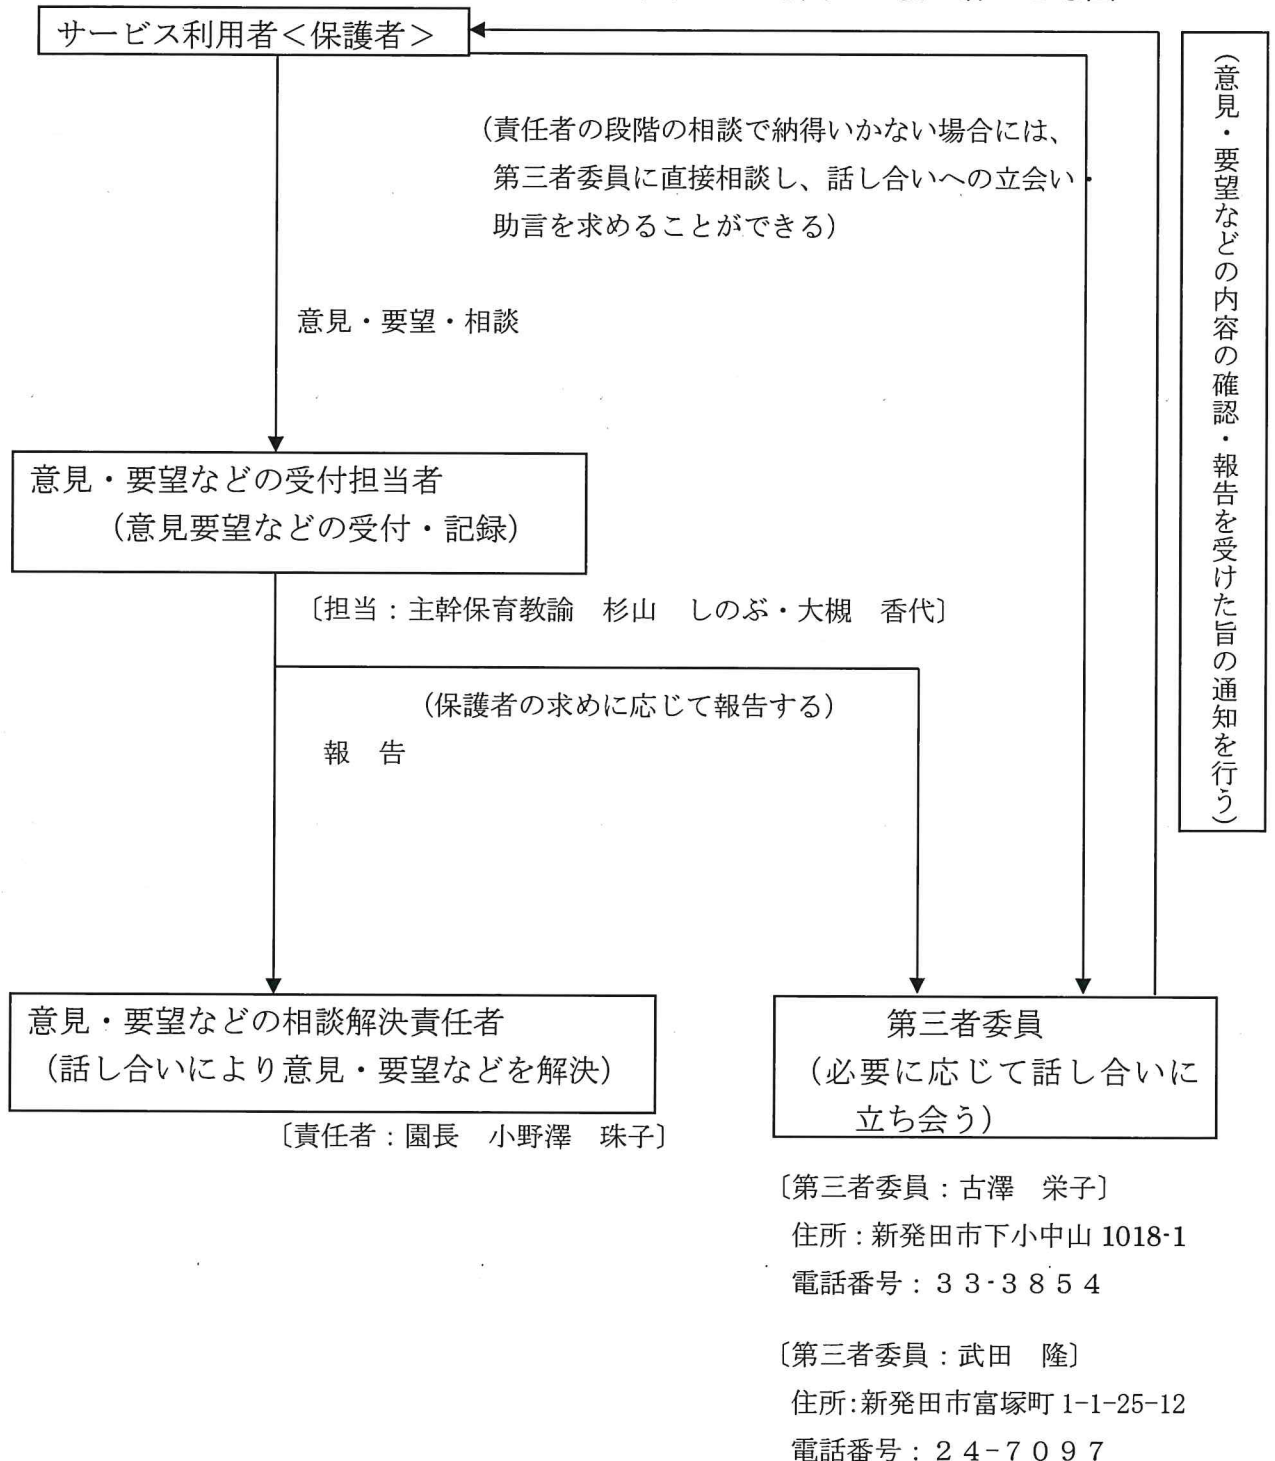 サービス利用者＜保護者＞
（責任者の段階の相談で納得いかない場合には、
第三者委員に直接相談し、話し合いへの立会い・
助言を求めることができる）
（意見・要望などの内容の確認・報告を受けた旨の通知を行う）
意見・要望・相談
意見・要望などの受付担当者
（意見要望などの受付・記録）
〔担当：主幹保育教諭　杉山　しのぶ・大槻　香代〕
（保護者の求めに応じて報告する）
報　告
意見・要望などの相談解決責任者
（話し合いにより意見・要望などを解決）
〔責任者：園長　小野澤　珠子〕
第三者委員
（必要に応じて話し合いに
立ち会う）
〔第三者委員：古澤　栄子〕
住所：新発田市下小中山 1018-1
電話番号：３３-３８５４
〔第三者委員：武田　隆〕
住所:新発田市富塚町 1-1-25-12
電話番号：２４-７０９７